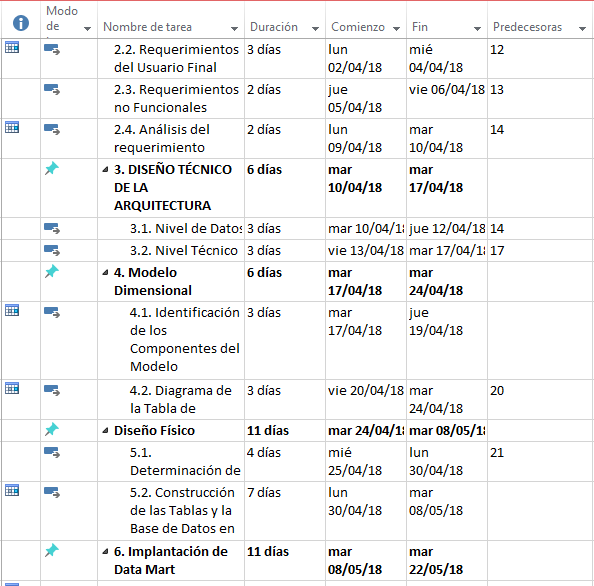 Modo
de
Nombre de tarea Duración Comienzo Fin Predecesoras
2.2. Requerimientos 3 días lun mié 12
del Usuario Final 02/04/18 04/04/18
2.3. Requerimientos 2 días jue vie 06/04/18 13
no Funcionales 05/04/18
2.4. Análisis del 2 días lun mar 14
requerimiento 09/04/18 10/04/18
3. DISEÑO TÉCNICO 6 días mar mar
DE LA 10/04/18 17/04/18
ARQUITECTURA
3.1. Nivel de Datos 3 días mar 10/04/18 jue 12/04/18 14
3.2. Nivel Técnico 3 días vie 13/04/18 mar 17/04/18 17
4. Modelo 6 días mar mar
Dimensional 17/04/18 24/04/18
4.1. Identificación 3 días mar jue
de los 17/04/18 19/04/18
Componentes del
Modelo
4.2. Diagrama de 3 días vie 20/04/18 mar 20
la Tabla de 24/04/18
Diseño Físico 11 días mar 24/04/18 mar 08/05/18
5.1. 4 días mié lun 21
Determinación de 25/04/18 30/04/18
5.2. Construcción 7 días lun mar
de las Tablas y la 30/04/18 08/05/18
Base de Datos en
6. Implantación de 11 días mar mar
Data Mart 08/05/18 22/05/18